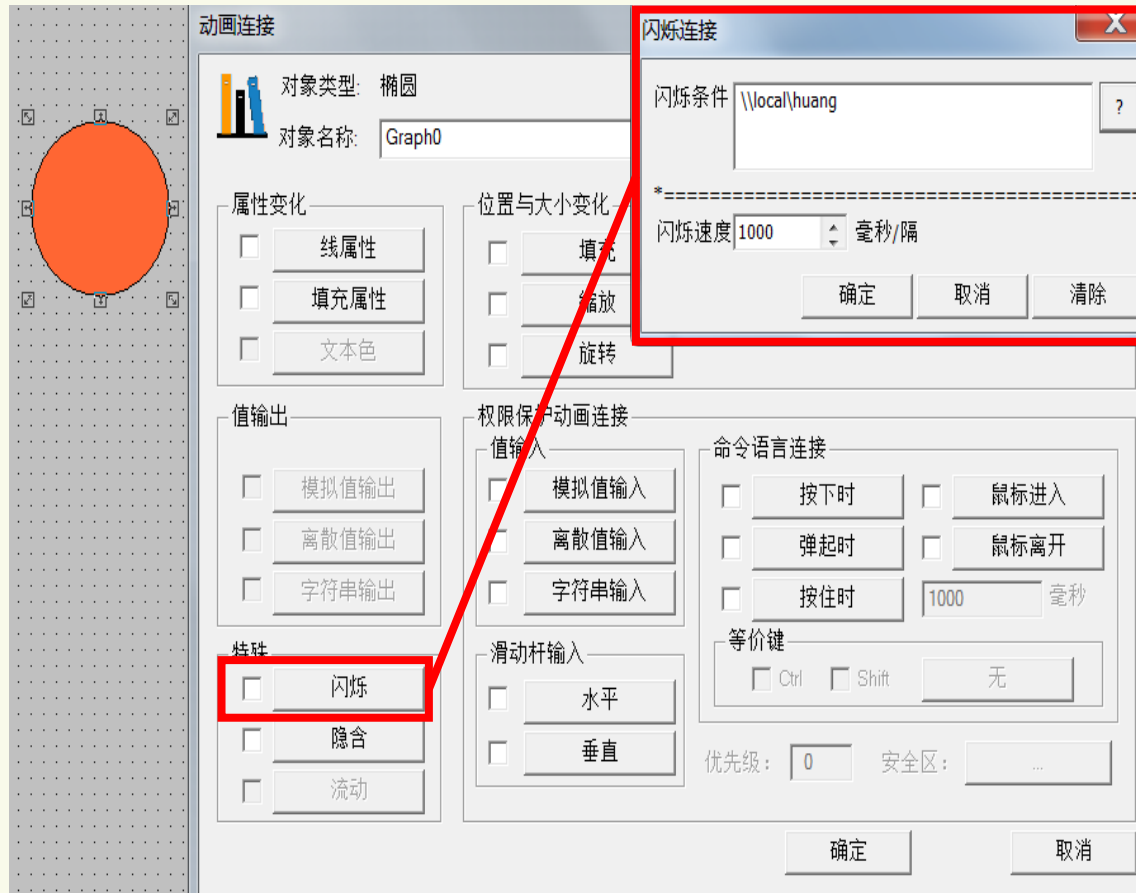 动画连接
对象类型: 椭圆
对象名称: Graph0
闪烁连接
闪烁条件 \\local\huang
?
*==========================================
闪烁速度 1000 毫秒/隔
确定 取消 清除
属性变化
线属性
填充属性
文本色
位置与大小变化
填充
缩放
旋转
值输出
模拟值输出
离散值输出
字符串输出
权限保护动画连接
值输入
模拟值输入
离散值输入
字符串输入
命令语言连接
按下时 鼠标进入
弹起时 鼠标离开
按住时 1000 毫秒
等价键
Ctrl Shift 无
特殊
闪烁
隐含
流动
滑动杆输入
水平
垂直
优先级: 0 安全区: ...
确定 取消